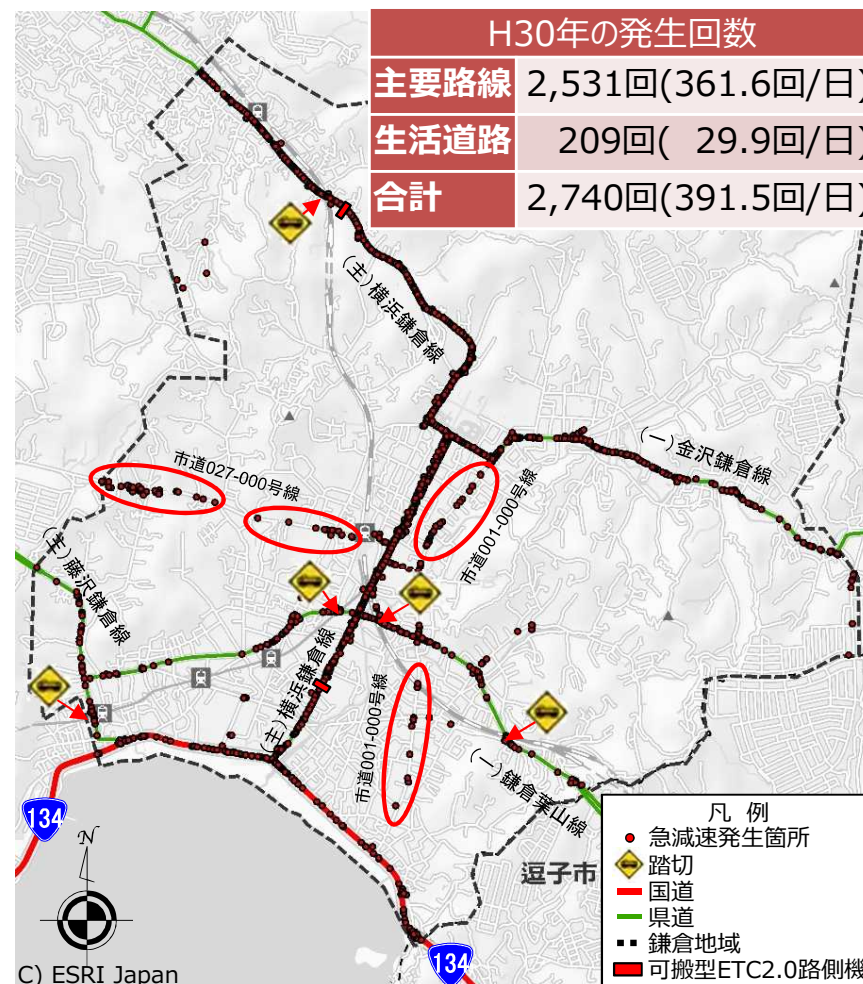 H30年の発生回数
主要路線 2,531回(361.6回/日)
生活道路 209回( 29.9回/日)
合計 2,740回(391.5回/日)
(主)横浜鎌倉線
(一)金沢鎌倉線
市道027-000号線
市道001-000号線
(主)藤沢鎌倉線
(主)横浜鎌倉線
市道001-000号線
(一)鎌倉葉山線
134
N
逗子市
134
凡 例
急減速発生箇所
踏切
国道
県道
鎌倉地域
可搬型ETC2.0路側機
C) ESRI Japan